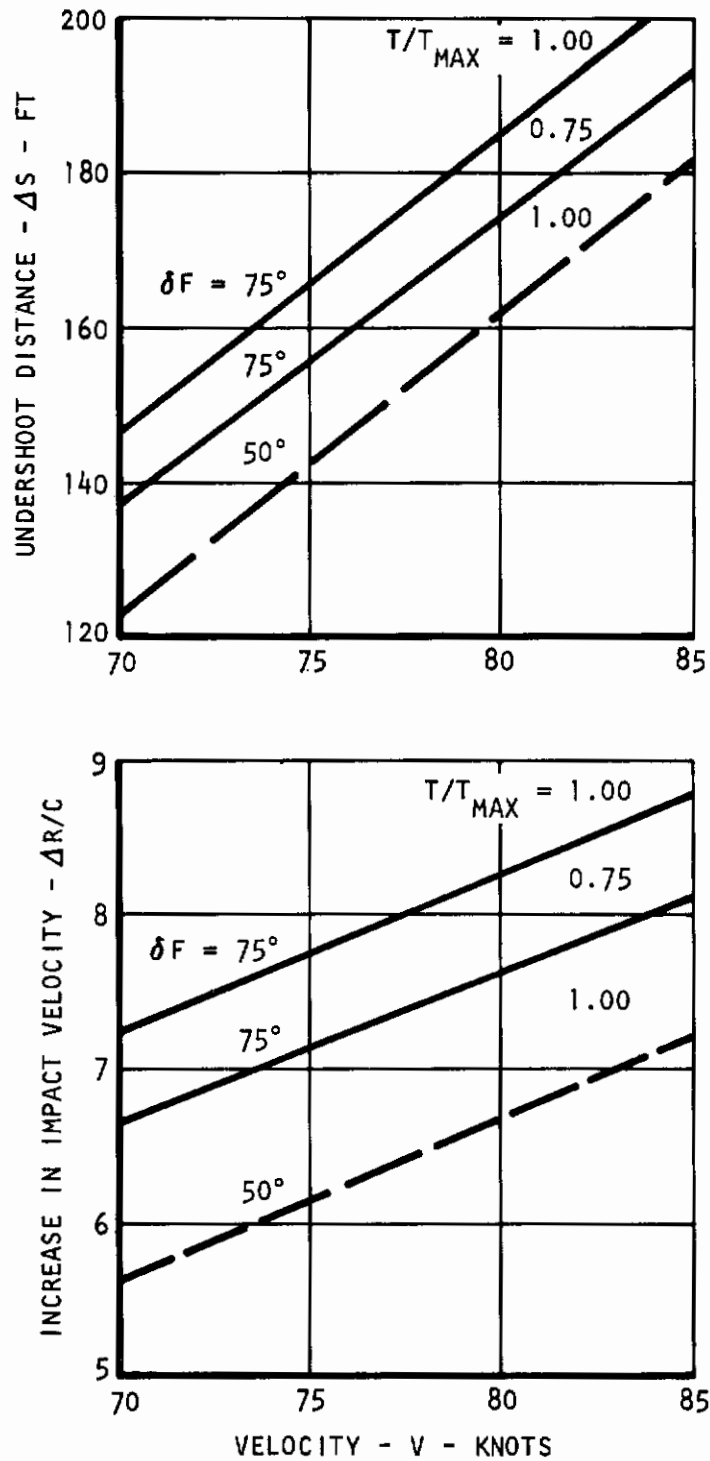 UNDERSHOOT DISTANCE - ΔS - FT
200
180
160
140
120
T/T_MAX = 1.00
0.75
1.00
δF = 75°
75°
50°
70 75 80 85
INCREASE IN IMPACT VELOCITY - ΔR/C
9
8
7
6
5
T/T_MAX = 1.00
0.75
δF = 75°
1.00
75°
50°
70 75 80 85
VELOCITY - V - KNOTS